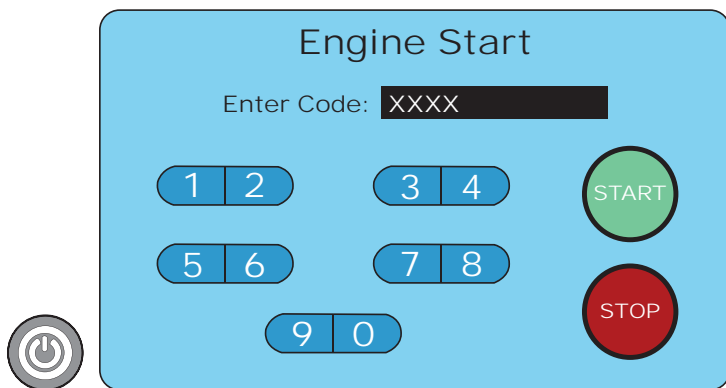 Engine Start
Enter Code: XXXX
1 2 3 4
START
5 6 7 8
STOP
9 0